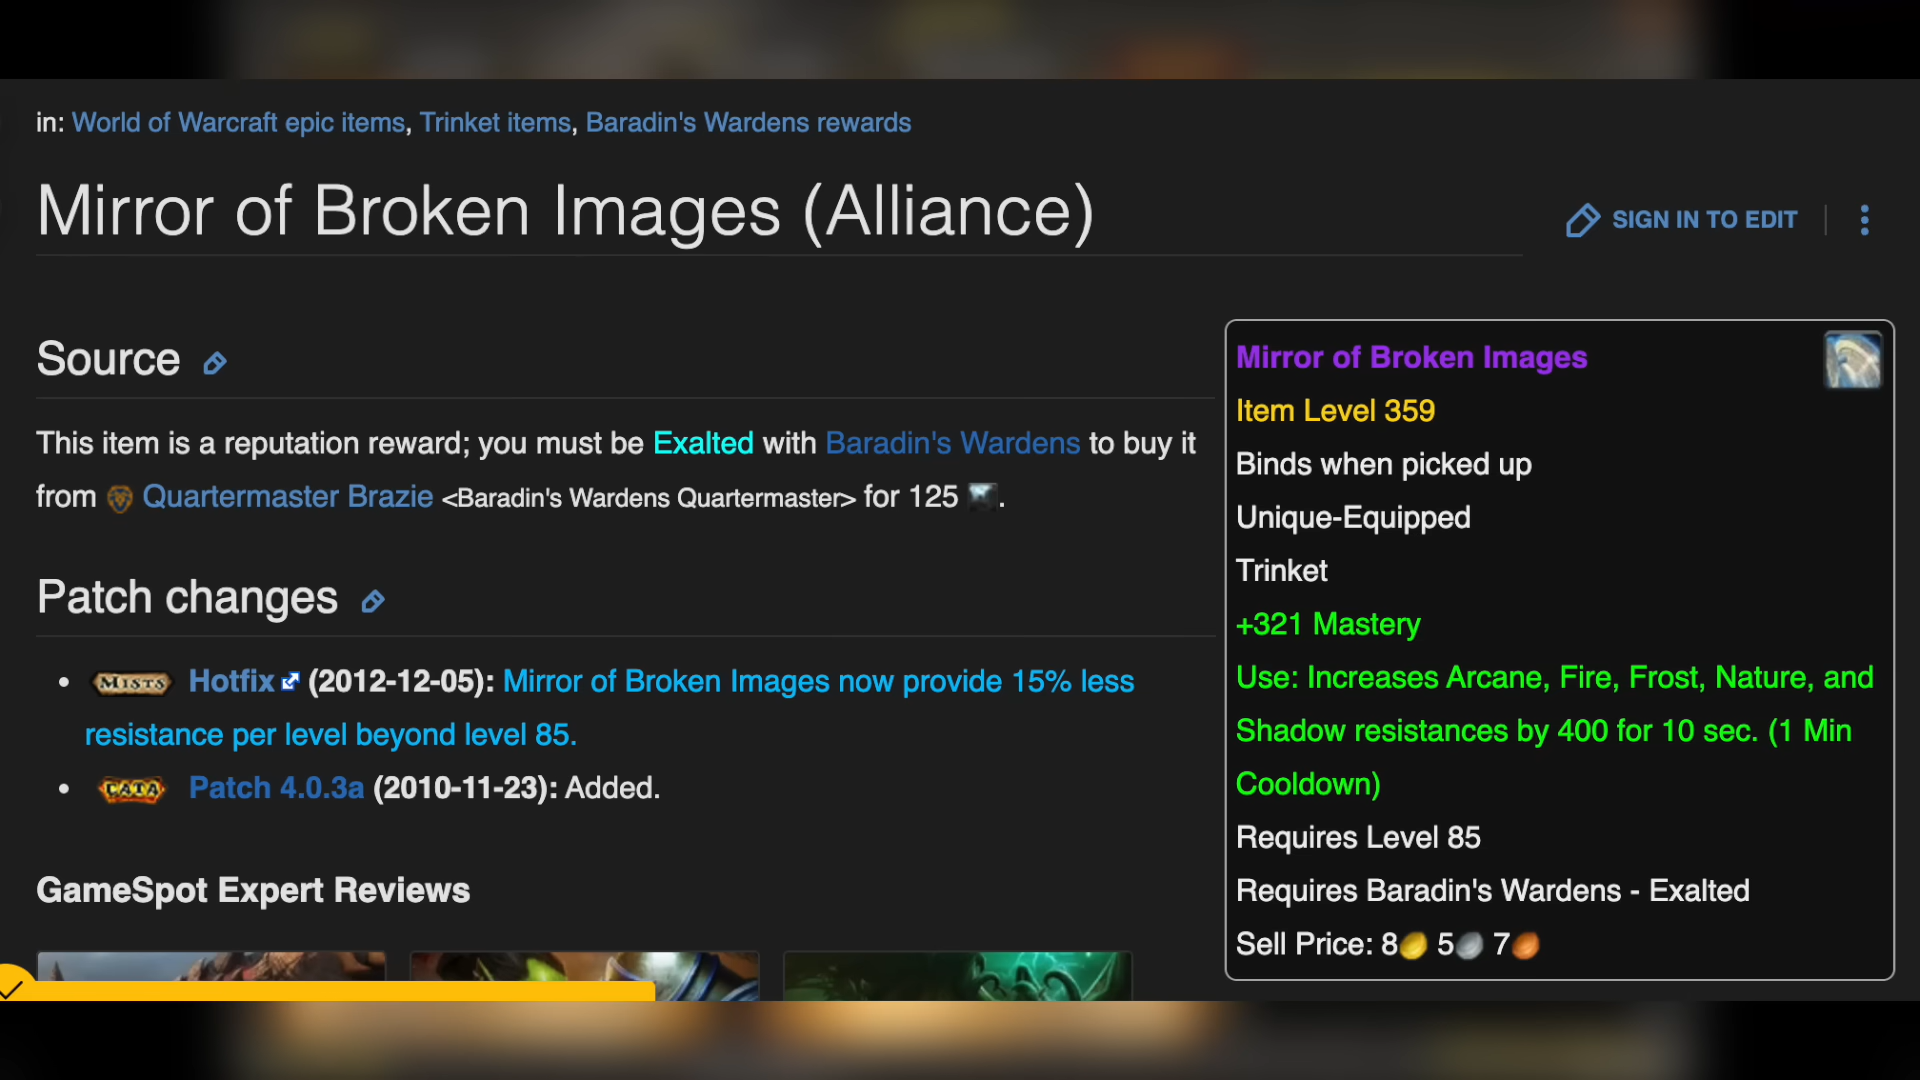 in: World of Warcraft epic items, Trinket items, Baradin's Wardens rewards
Mirror of Broken Images (Alliance)
SIGN IN TO EDIT
Source
This item is a reputation reward; you must be Exalted with Baradin's Wardens to buy it
from Quartermaster Brazie <Baradin's Wardens Quartermaster> for 125 .
Patch changes
• MISTS Hotfix (2012-12-05): Mirror of Broken Images now provide 15% less
resistance per level beyond level 85.
• CATA Patch 4.0.3a (2010-11-23): Added.
GameSpot Expert Reviews
Mirror of Broken Images
Item Level 359
Binds when picked up
Unique-Equipped
Trinket
+321 Mastery
Use: Increases Arcane, Fire, Frost, Nature, and
Shadow resistances by 400 for 10 sec. (1 Min
Cooldown)
Requires Level 85
Requires Baradin's Wardens - Exalted
Sell Price: 8 5 7